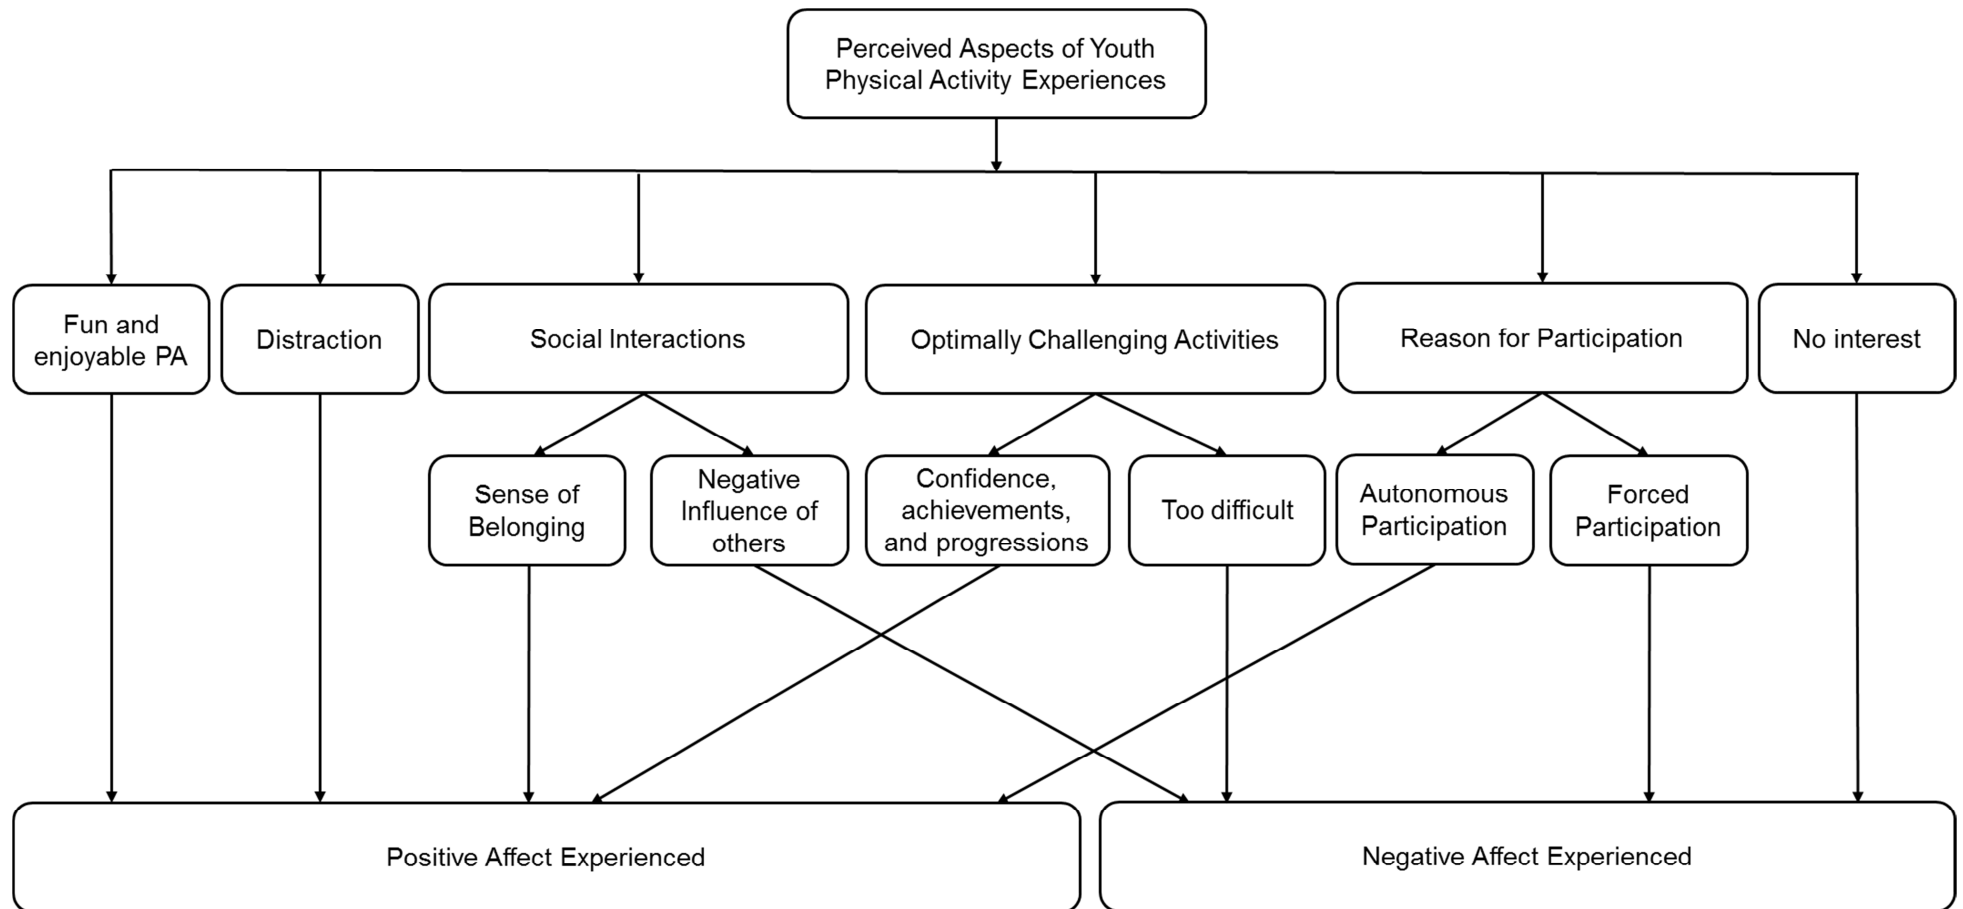 Perceived Aspects of Youth
Physical Activity Experiences
Fun and
enjoyable PA
Distraction
Social Interactions
Optimally Challenging Activities
Reason for Participation
No interest
Sense of
Belonging
Negative
Influence of
others
Confidence,
achievements,
and progressions
Too difficult
Autonomous
Participation
Forced
Participation
Positive Affect Experienced
Negative Affect Experienced